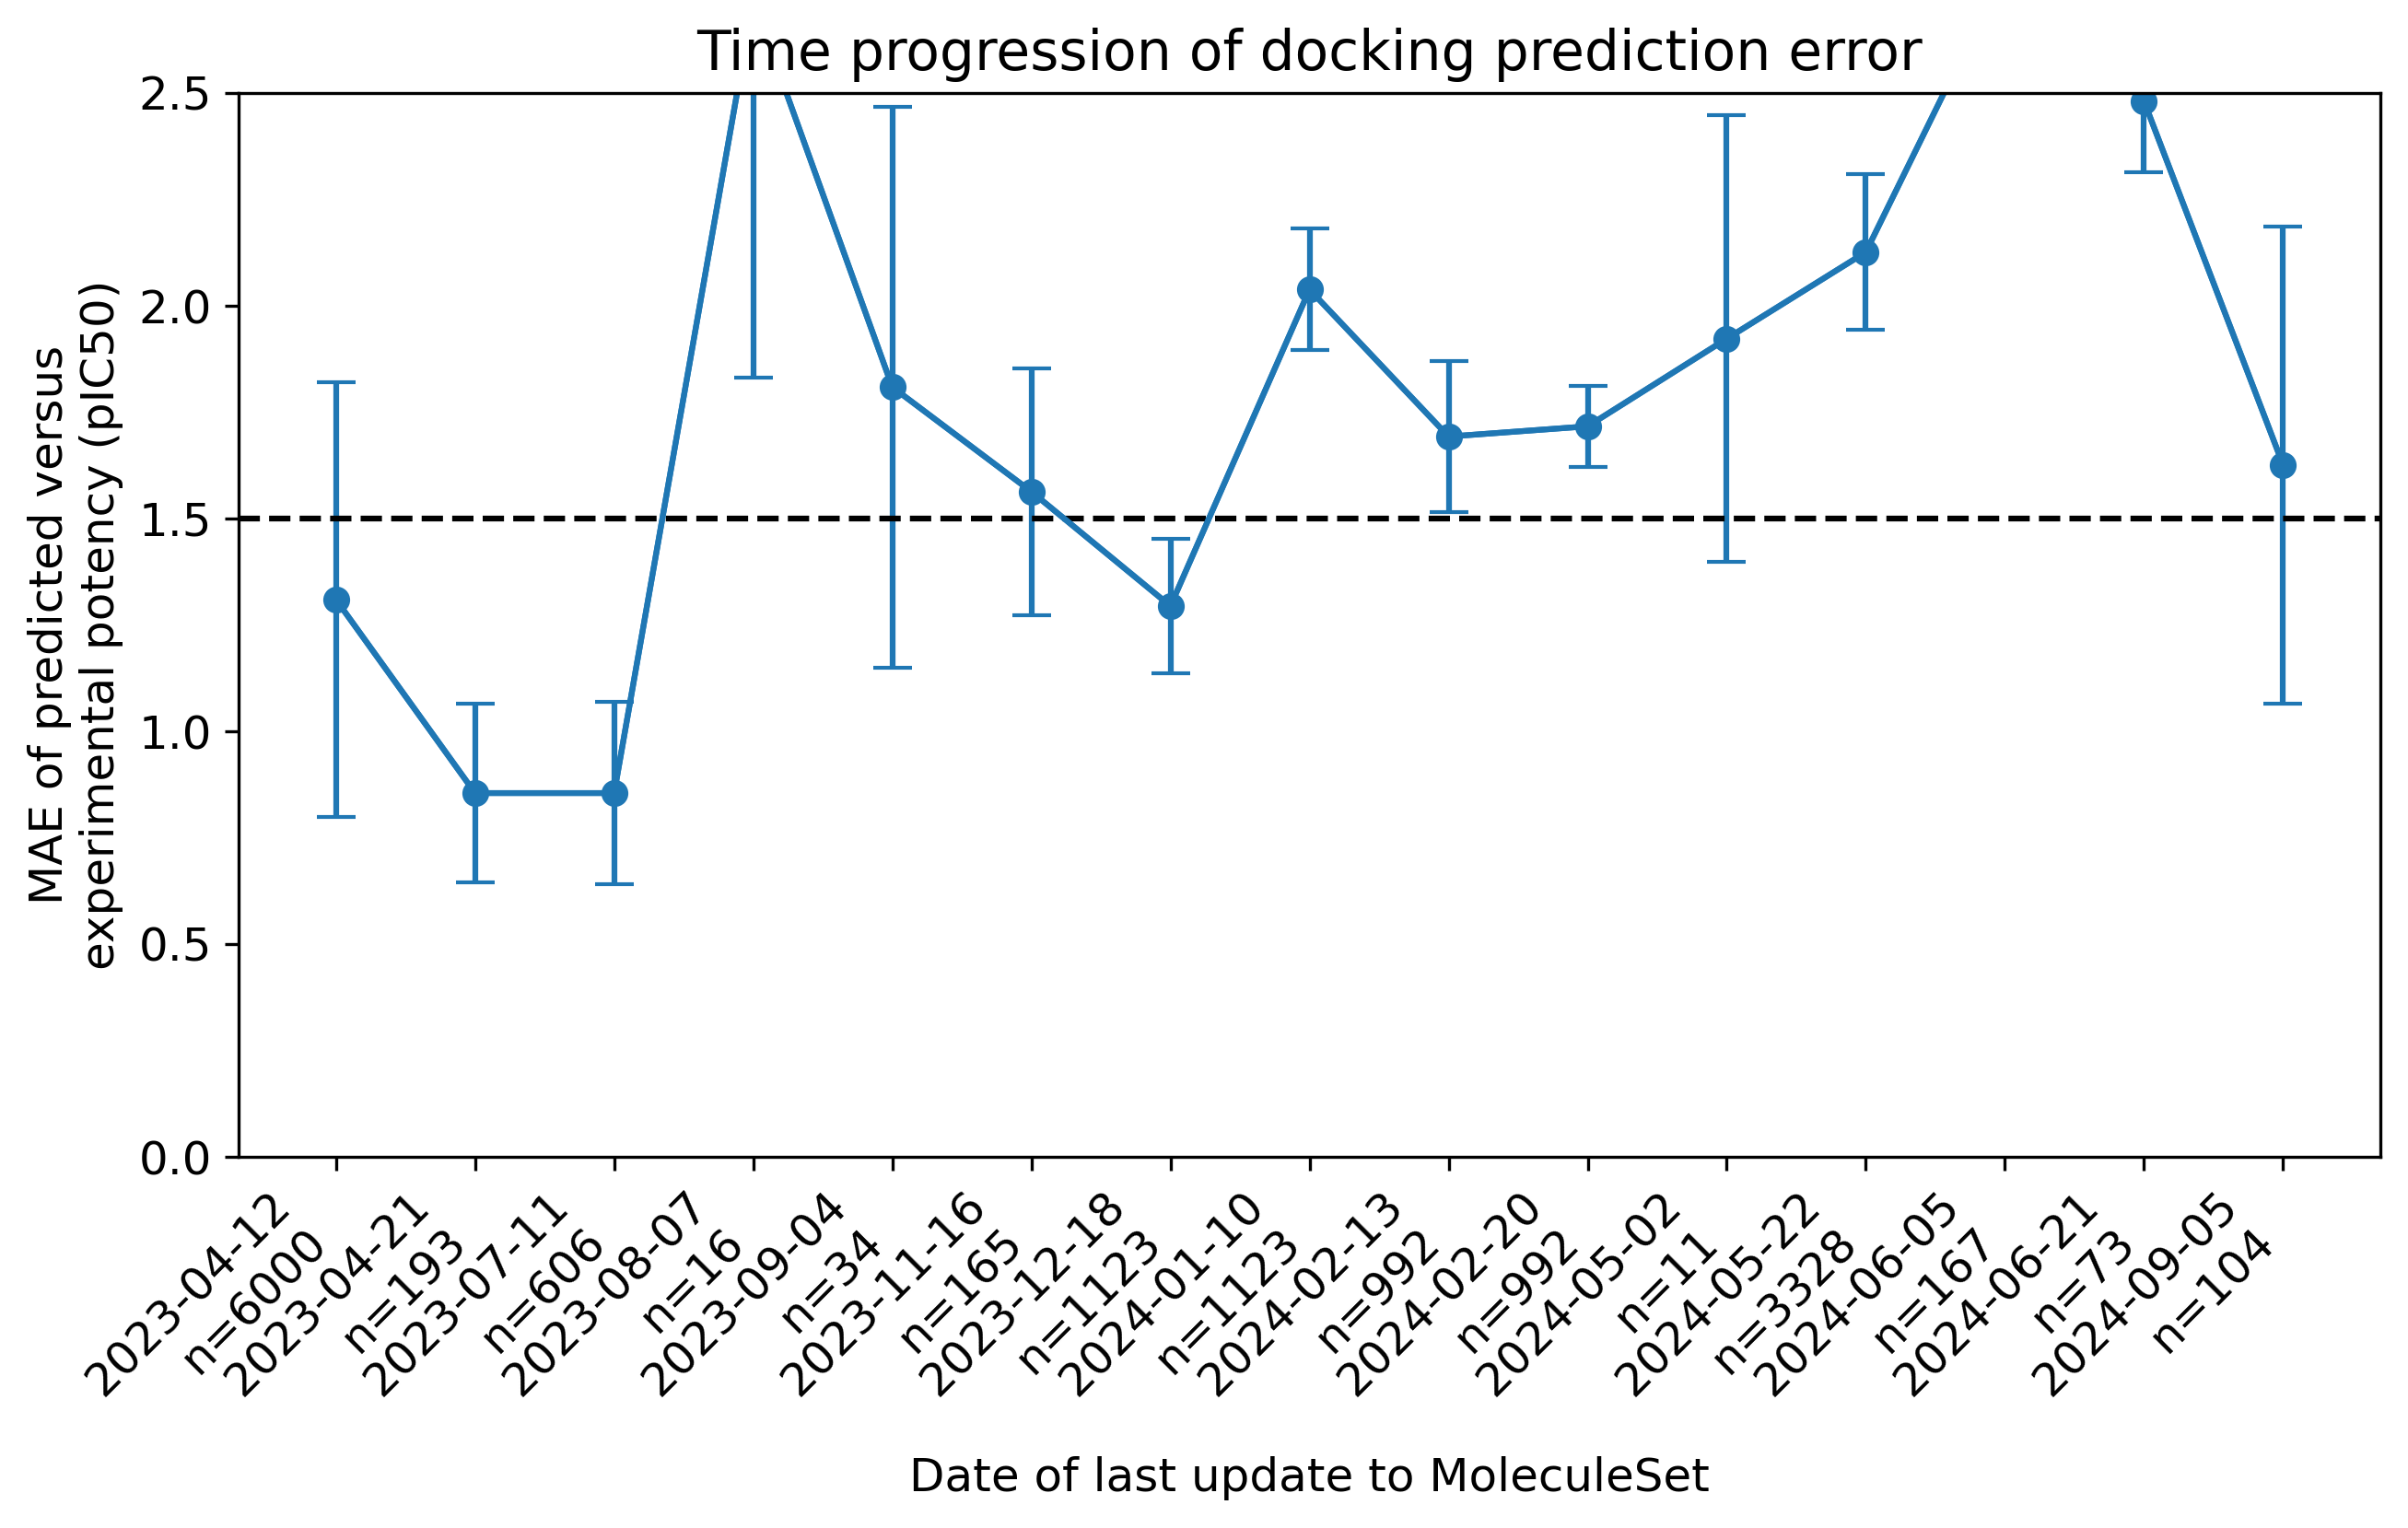 Time progression of docking prediction error
MAE of predicted versus
experimental potency (pIC50)
2.5
2.0
1.5
1.0
0.5
0.0
2023-04-12
n=6000
2023-04-21
n=193
2023-07-11
n=606
2023-08-07
n=16
2023-09-04
n=34
2023-11-16
n=165
2023-12-18
n=1123
2024-01-10
n=1123
2024-02-13
n=992
2024-02-20
n=992
2024-05-02
n=11
2024-05-22
n=3328
2024-06-05
n=167
2024-06-21
n=73
2024-09-05
n=104
Date of last update to MoleculeSet